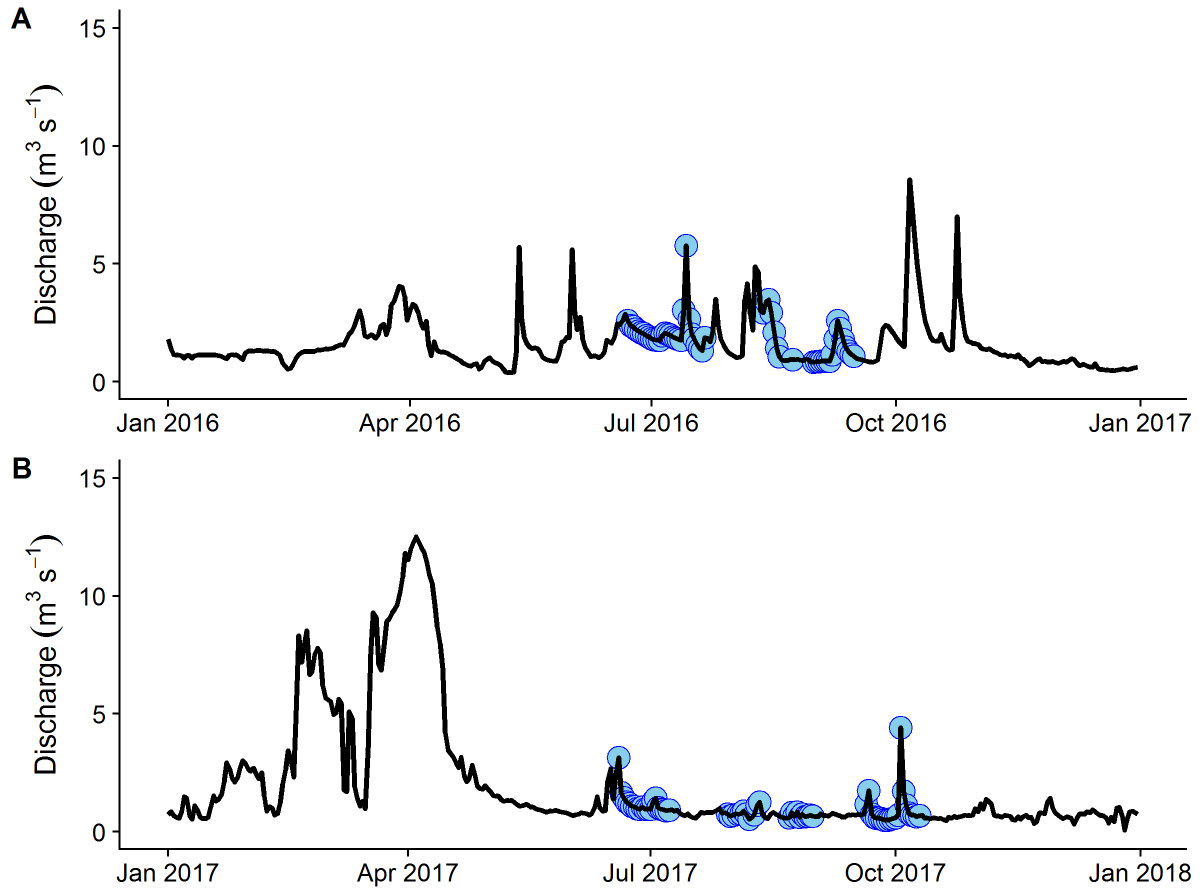 A
15
10
5
0
Discharge (m³ s⁻¹)
Jan 2016 Apr 2016 Jul 2016 Oct 2016 Jan 2017
B
15
10
5
0
Discharge (m³ s⁻¹)
Jan 2017 Apr 2017 Jul 2017 Oct 2017 Jan 2018